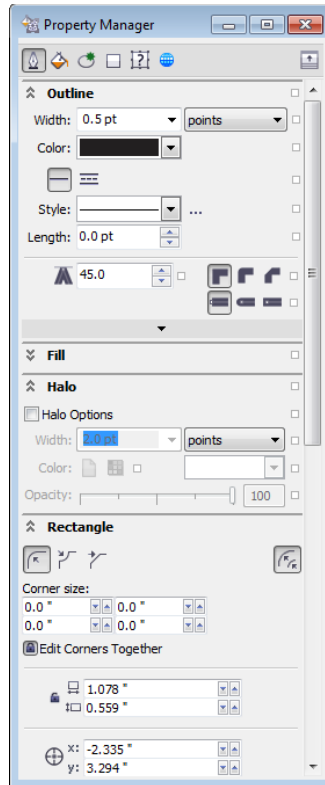 Property Manager
Outline
Width: 0.5 pt points
Color:
Style: ...
Length: 0.0 pt
45.0
Fill
Halo
Halo Options
Width: 2.0 pt points
Color:
Opacity: 100
Rectangle
Corner size:
0.0 " 0.0 "
0.0 " 0.0 "
Edit Corners Together
1.078 "
0.559 "
x: -2.335 "
y: 3.294 "